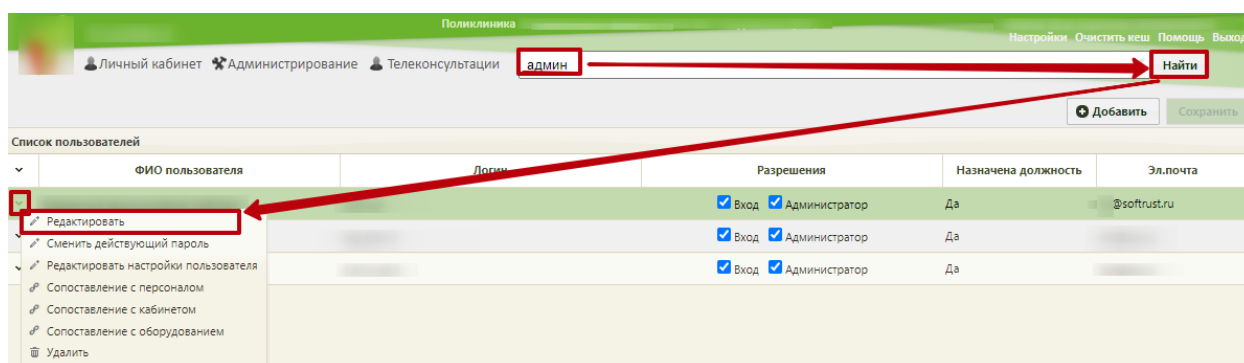 Поликлиника
Настройки Очистить кеш Помощь Выход
Личный кабинет Администрирование Телеконсультации админ Найти
Добавить Сохранить
Список пользователей
ФИО пользователя Логин Разрешения Назначена должность Эл.почта
Вход Администратор Да @softrust.ru
Редактировать
Вход Администратор Да
Сменить действующий пароль
Редактировать настройки пользователя
Вход Администратор Да
Сопоставление с персоналом
Сопоставление с кабинетом
Сопоставление с оборудованием
Удалить